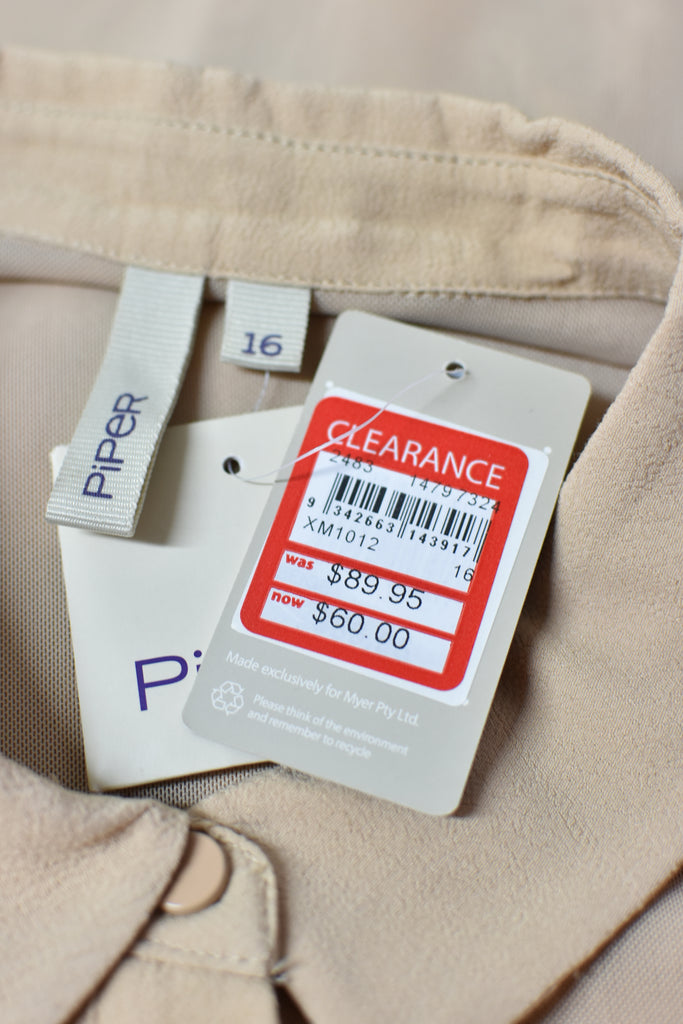 16
PiPER
CLEARANCE
2483 14797324
9 342663 143917
XM1012
16
was $89.95
now $60.00
Made exclusively for Myer Pty Ltd.
Please think of the environment
and remember to recycle
Pi